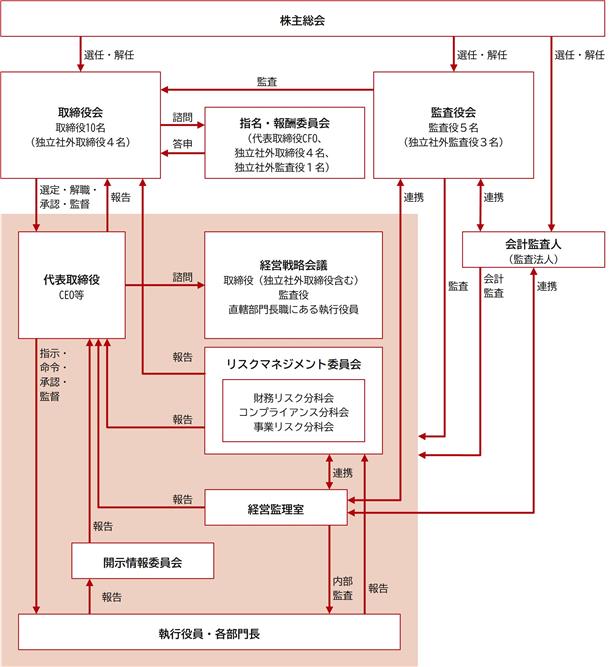 株主総会
選任・解任
選任・解任
選任・解任
取締役会
取締役10名
（独立社外取締役４名）
監査
諮問
答申
指名・報酬委員会
（代表取締役CFO、
独立社外取締役４名、
独立社外監査役１名）
監査役会
監査役５名
（独立社外監査役３名）
選定・解職・
承認・監督
報告
連携
連携
会計監査人
（監査法人）
代表取締役
CEO等
諮問
経営戦略会議
取締役（独立社外取締役含む）
監査役
直轄部門長職にある執行役員
監査
会計
監査
連携
指示・
命令・
承認・
監督
報告
リスクマネジメント委員会
財務リスク分科会
コンプライアンス分科会
事業リスク分科会
報告
連携
報告
経営監理室
報告
開示情報委員会
内部
監査
報告
報告
執行役員・各部門長